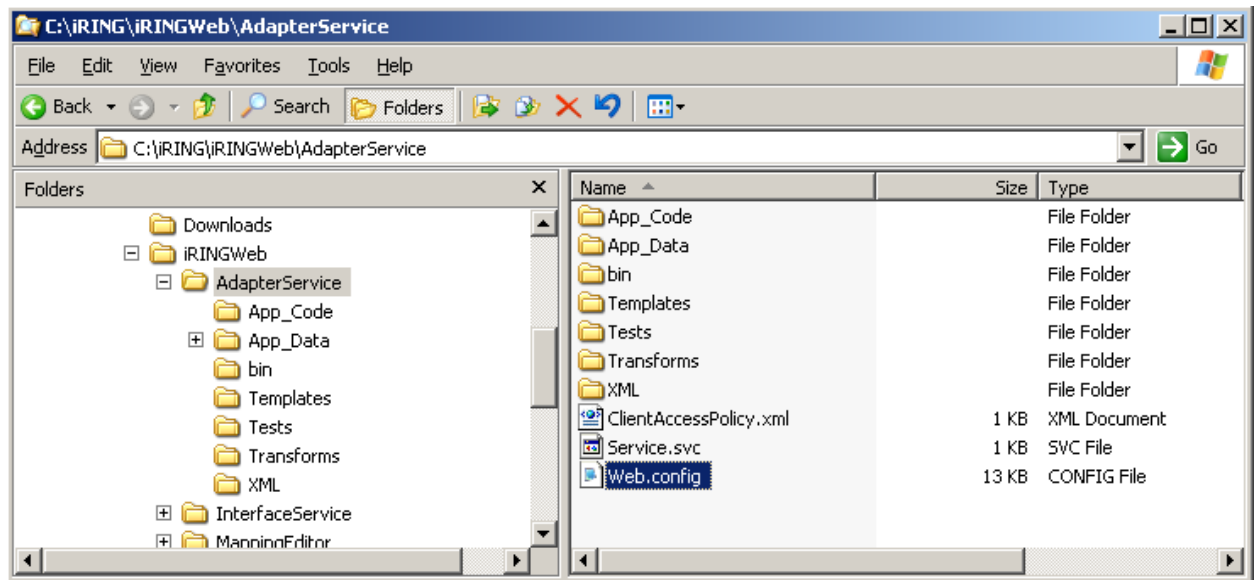 C:\iRING\iRINGWeb\AdapterService
File Edit View Favorites Tools Help
Back Search Folders
Address C:\iRING\iRINGWeb\AdapterService Go
Folders
Downloads
iRINGWeb
AdapterService
App_Code
App_Data
bin
Templates
Tests
Transforms
XML
InterfaceService
MappingEditor
Name Size Type
App_Code File Folder
App_Data File Folder
bin File Folder
Templates File Folder
Tests File Folder
Transforms File Folder
XML File Folder
ClientAccessPolicy.xml 1 KB XML Document
Service.svc 1 KB SVC File
Web.config 13 KB CONFIG File